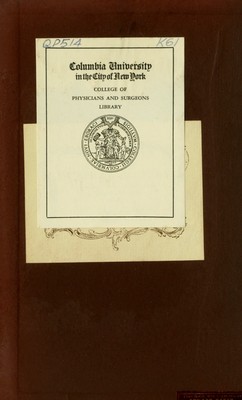 QP514 K61
Columbia University
in the City of New York
COLLEGE OF
PHYSICIANS AND SURGEONS
LIBRARY